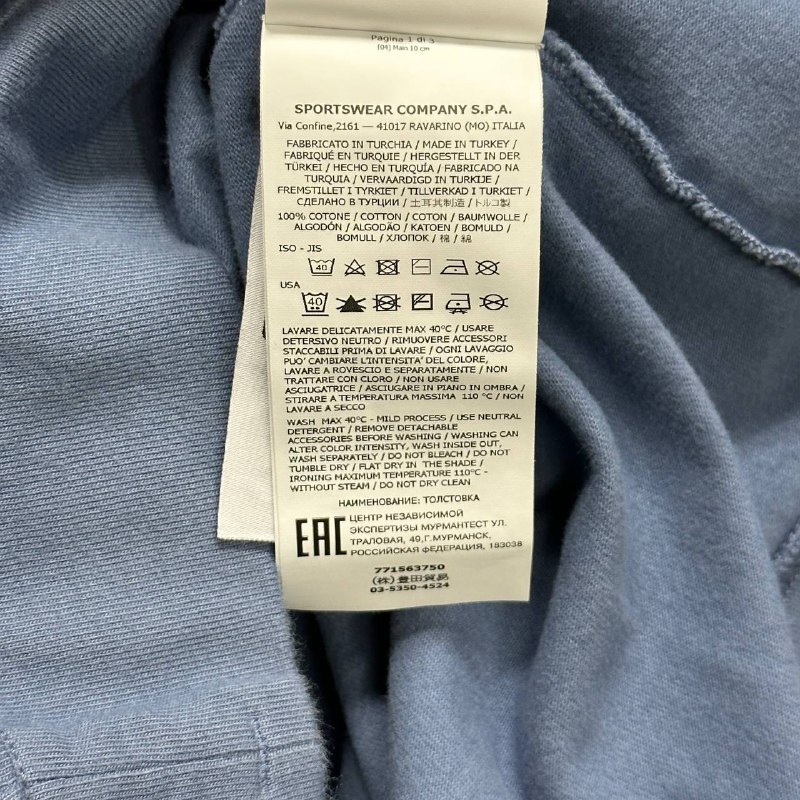 Pagina 1 di 3
[04] Main 10 cm
SPORTSWEAR COMPANY S.P.A.
Via Confine,2161 — 41017 RAVARINO (MO) ITALIA
FABBRICATO IN TURCHIA / MADE IN TURKEY /
FABRIQUÉ EN TURQUIE / HERGESTELLT IN DER
TÜRKEI / HECHO EN TURQUÍA / FABRICADO NA
TURQUIA / VERVAARDIGD IN TURKIJE /
FREMSTILLET I TYRKIET / TILLVERKAD I TURKIET /
СДЕЛАНО В ТУРЦИИ / 土耳其制造 / トルコ製
100% COTONE / COTTON / COTON / BAUMWOLLE /
ALGODÓN / ALGODÃO / KATOEN / BOMULD /
BOMULL / ХЛОПОК / 棉 / 綿
ISO - JIS
40
USA
40
LAVARE DELICATAMENTE MAX 40°C / USARE
DETERSIVO NEUTRO / RIMUOVERE ACCESSORI
STACCABILI PRIMA DI LAVARE / OGNI LAVAGGIO
PUO' CAMBIARE L'INTENSITA' DEL COLORE,
LAVARE A ROVESCIO E SEPARATAMENTE / NON
TRATTARE CON CLORO / NON USARE
ASCIUGATRICE / ASCIUGARE IN PIANO IN OMBRA /
STIRARE A TEMPERATURA MASSIMA 110 °C / NON
LAVARE A SECCO
WASH MAX 40°C - MILD PROCESS / USE NEUTRAL
DETERGENT / REMOVE DETACHABLE
ACCESSORIES BEFORE WASHING / WASHING CAN
ALTER COLOR INTENSITY, WASH INSIDE OUT,
WASH SEPARATELY / DO NOT BLEACH / DO NOT
TUMBLE DRY / FLAT DRY IN THE SHADE /
IRONING MAXIMUM TEMPERATURE 110°C -
WITHOUT STEAM / DO NOT DRY CLEAN
НАИМЕНОВАНИЕ: ТОЛСТОВКА
EAC
ЦЕНТР НЕЗАВИСИМОЙ
ЭКСПЕРТИЗЫ МУРМАНТЕСТ УЛ.
ТРАЛОВАЯ, 49,Г.МУРМАНСК,
РОССИЙСКАЯ ФЕДЕРАЦИЯ, 183038
771563750
(株) 豊田貿易
03-5350-4524